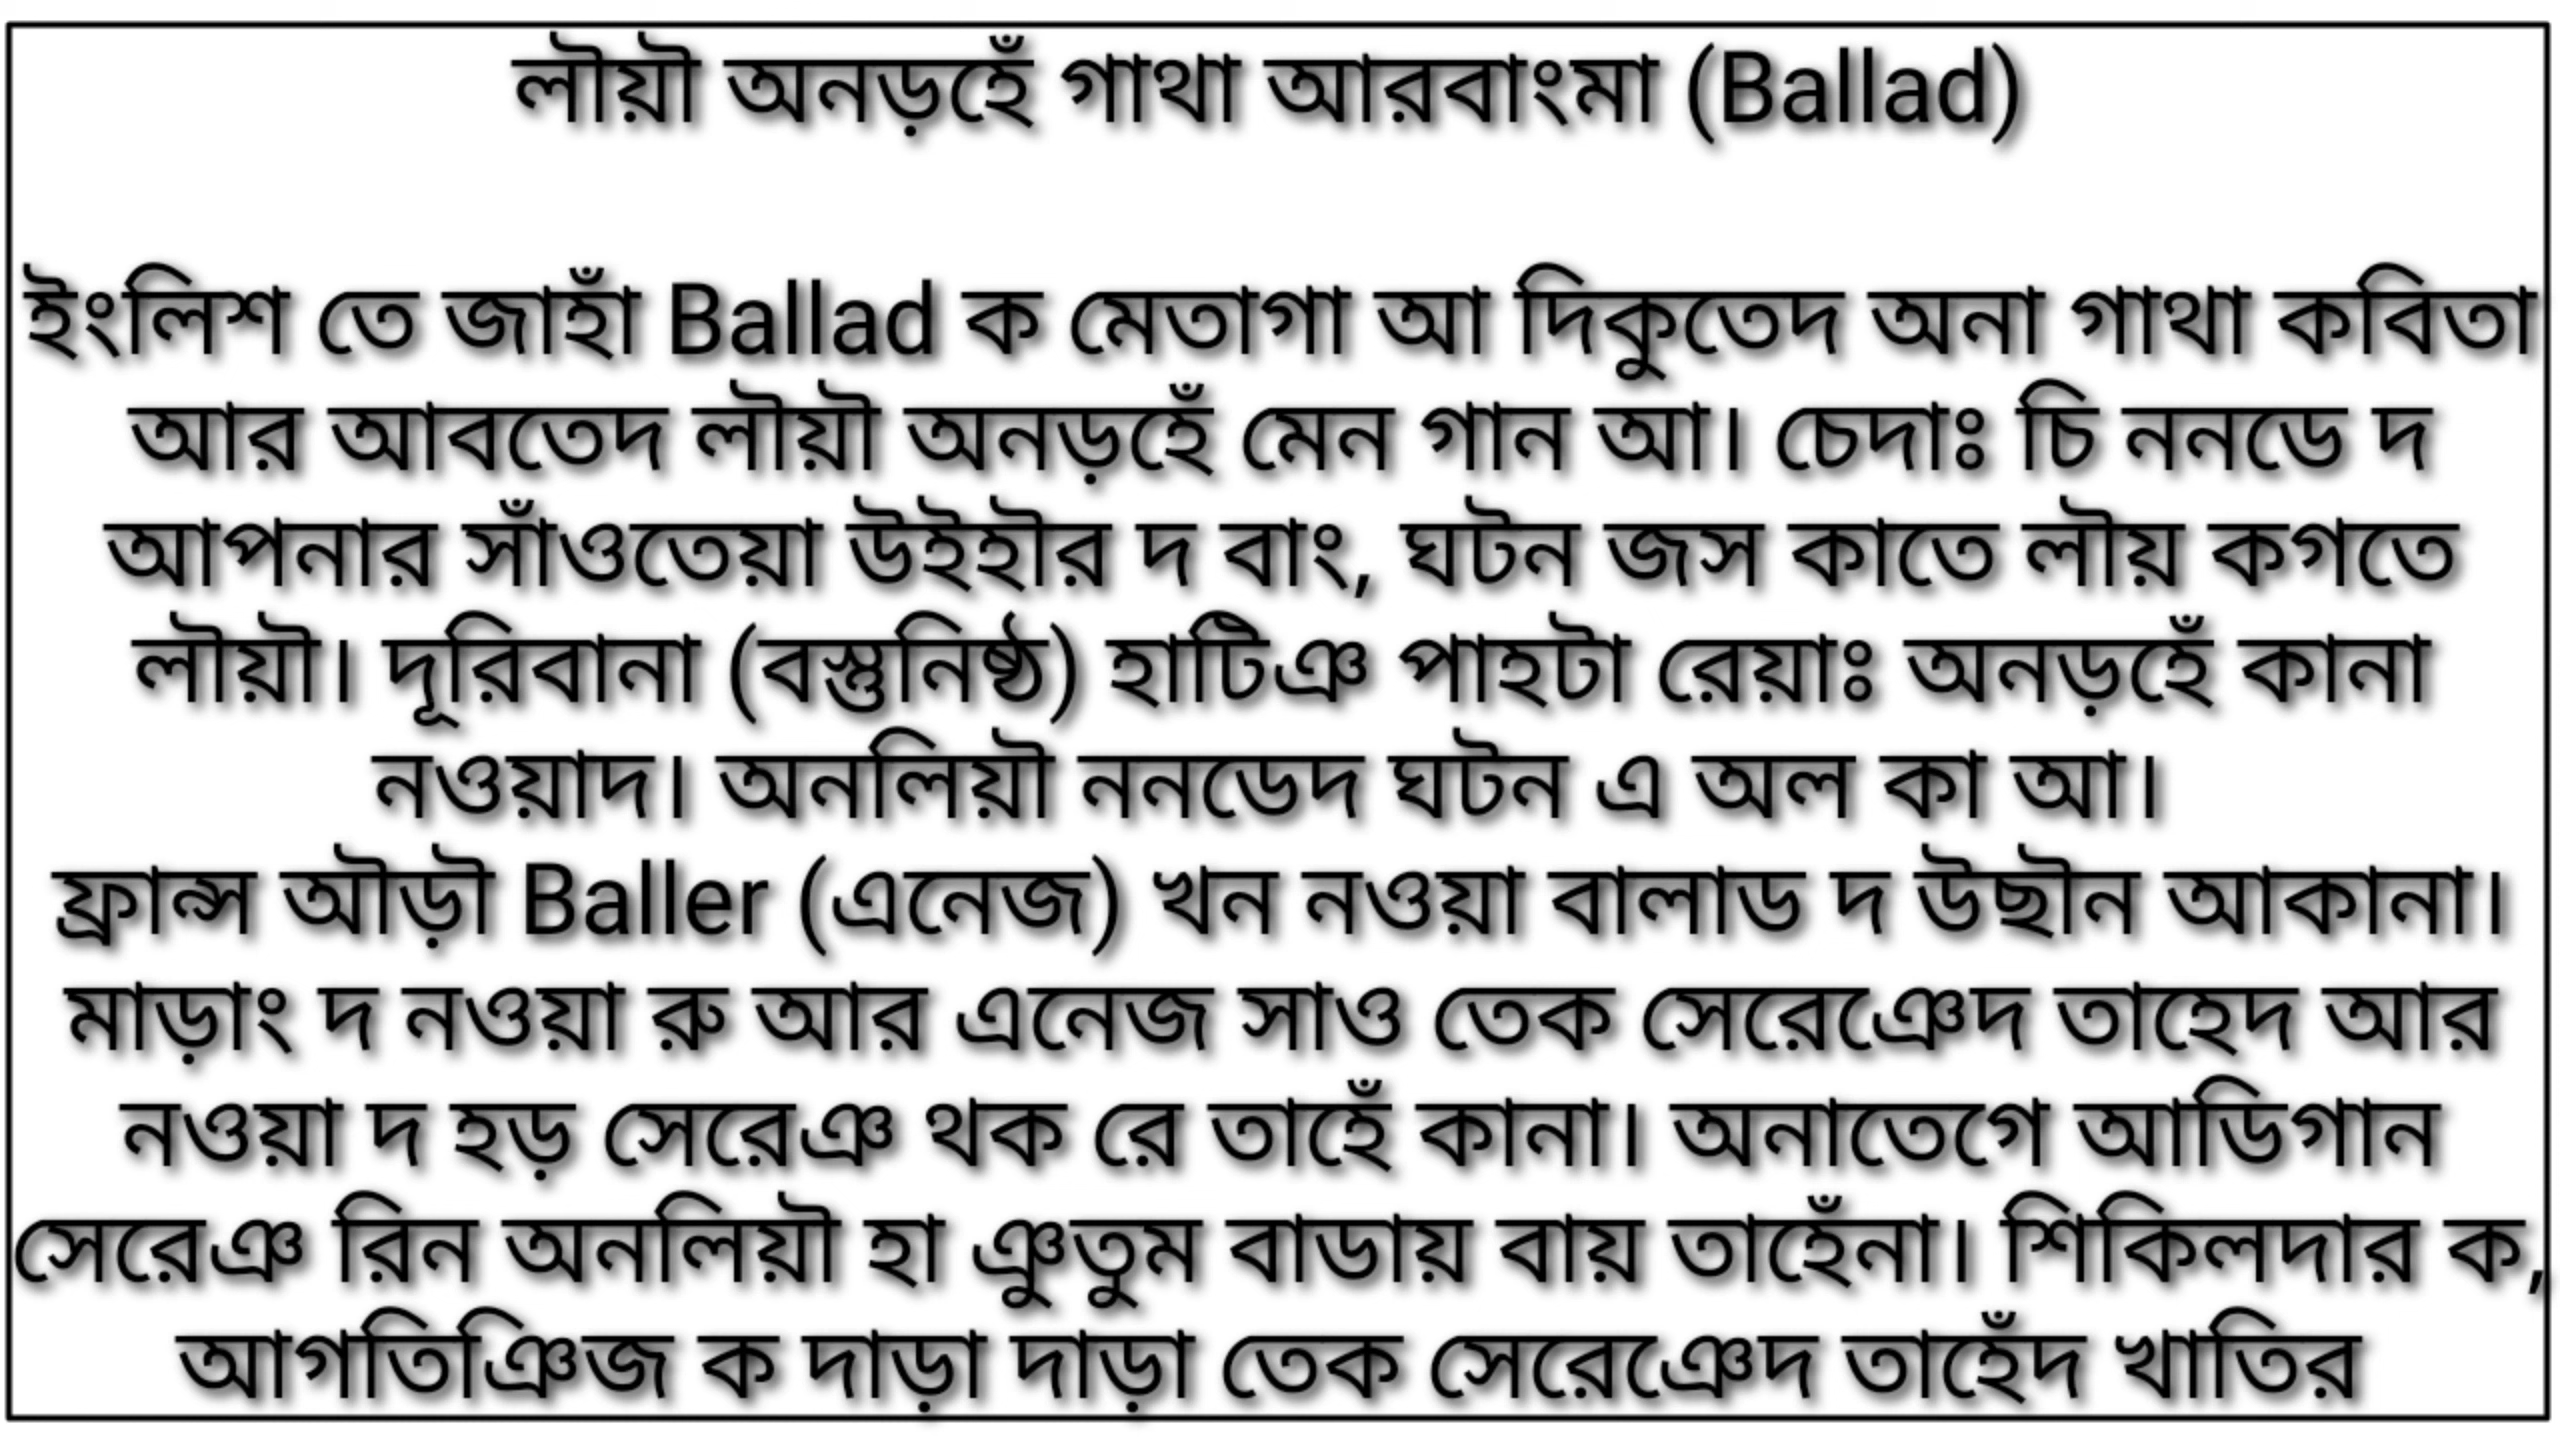 লীয়ী অনড়হেঁ গাথা আরবাংমা (Ballad)
ইংলিশ তে জাহাঁ Ballad ক মেতাগা আ দিকুতেদ অনা গাথা কবিতা
আর আবতেদ লীয়ী অনড়হেঁ মেন গান আ। চেদাঃ চি ননডে দ
আপনার সাঁওতেয়া উইহীর দ বাং, ঘটন জস কাতে লীয় কগতে
লীয়ী। দূরিবানা (বস্তুনিষ্ঠ) হাটিঞ পাহটা রেয়াঃ অনড়হেঁ কানা
নওয়াদ। অনলিয়ী ননডেদ ঘটন এ অল কা আ।
ফ্রান্স আীড়ী Baller (এনেজ) খন নওয়া বালাড দ উছীন আকানা।
মাড়াং দ নওয়া রু আর এনেজ সাও তেক সেরেঞেদ তাহেদ আর
নওয়া দ হড় সেরেঞ থক রে তাহেঁ কানা। অনাতেগে আডিগান
সেরেঞ রিন অনলিয়ী হা ঞুতুম বাডায় বায় তাহেঁনা। শিকিলদার ক,
আগতিঞিজ ক দাড়া দাড়া তেক সেরেঞেদ তাহেঁদ খাতির